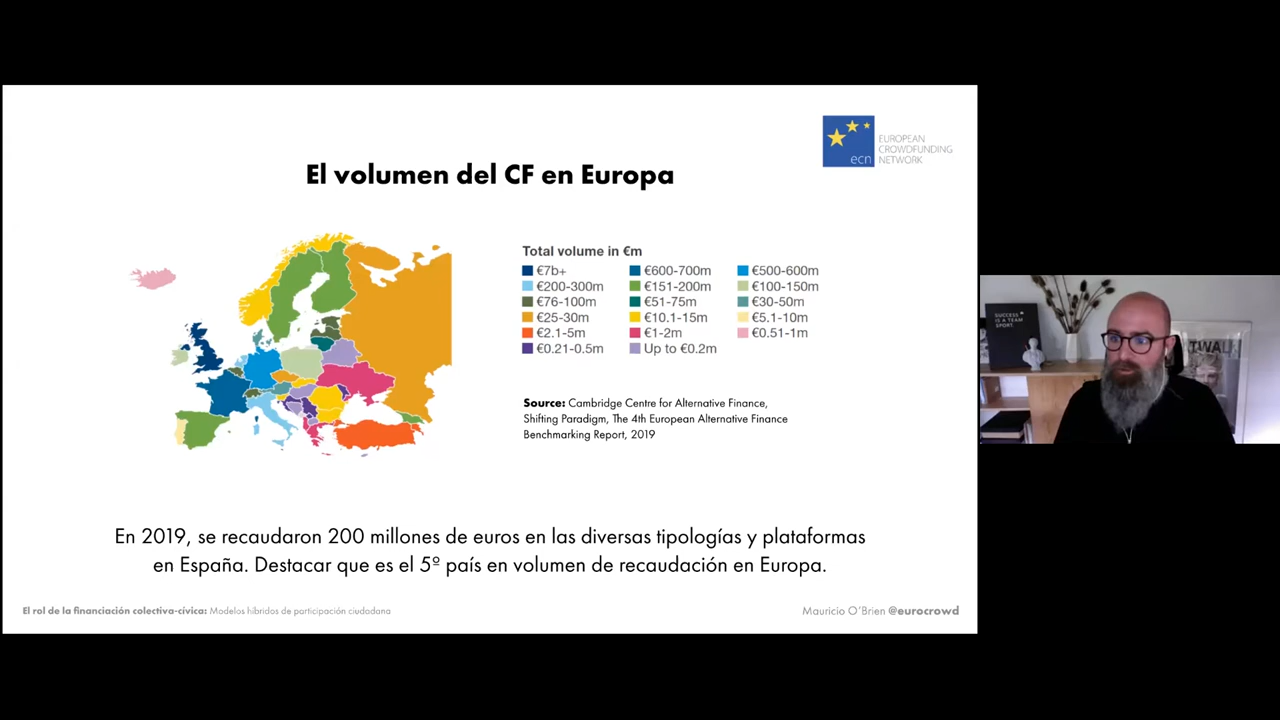 ecn
EUROPEAN
CROWDFUNDING
NETWORK
El volumen del CF en Europa
Total volume in €m
€7b+ €600-700m €500-600m
€200-300m €151-200m €100-150m
€76-100m €51-75m €30-50m
€25-30m €10.1-15m €5.1-10m
€2.1-5m €1-2m €0.51-1m
€0.21-0.5m Up to €0.2m
Source: Cambridge Centre for Alternative Finance,
Shifting Paradigm, The 4th European Alternative Finance
Benchmarking Report, 2019
En 2019, se recaudaron 200 millones de euros en las diversas tipologías y plataformas
en España. Destacar que es el 5º país en volumen de recaudación en Europa.
El rol de la financiación colectiva-cívica: Modelos híbridos de participación ciudadana
Mauricio O'Brien @eurocrowd
SUCCESS
IS A TEAM
SPORT.